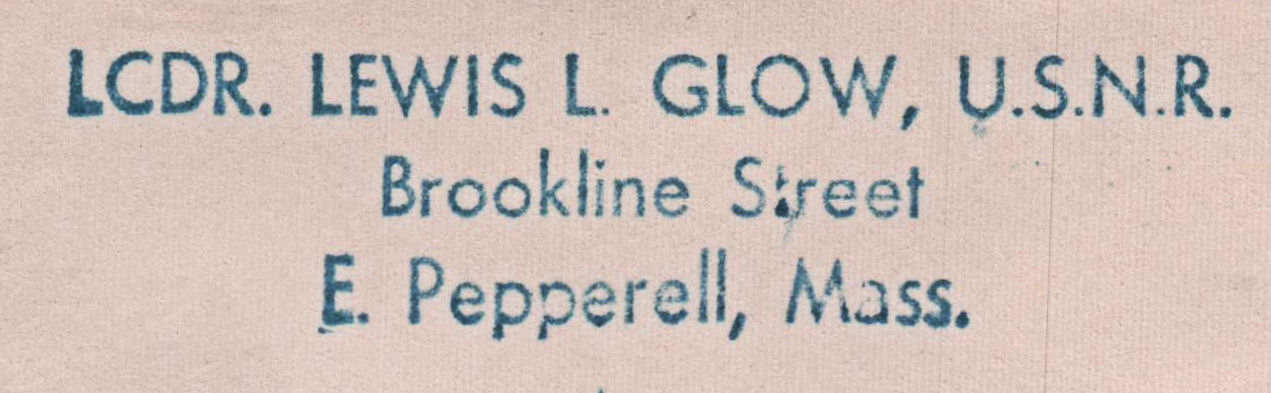 LCDR. LEWIS L. GLOW, U.S.N.R.
Brookline Street
E. Pepperell, Mass.